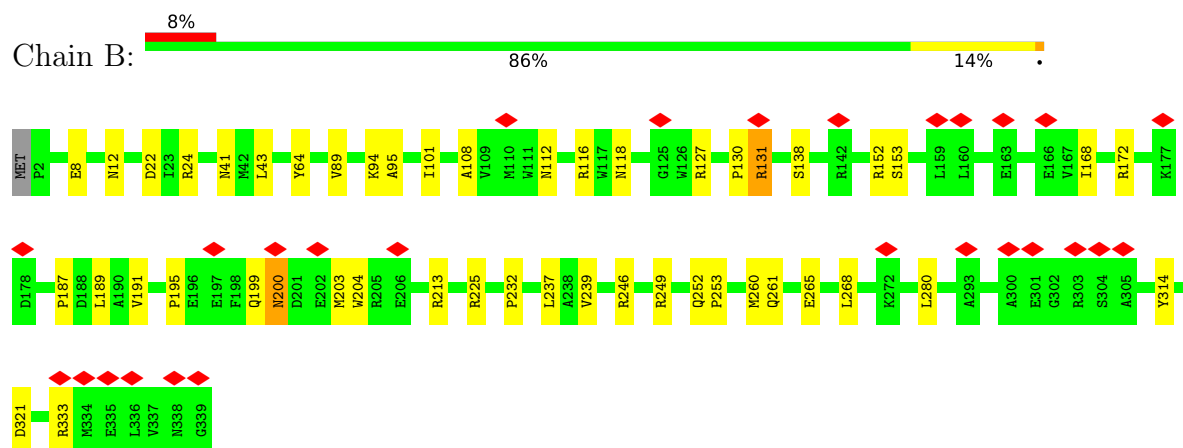 8%
Chain B:
86% 14% •
MET P2 E8 N12 D22 I23 R24 N41 M42 L43 Y64 V89 K94 A95 I101 A108 V109 M110 W111 N112 R116 W117 N118 G125 W126 R127 P130 R131 S138 R142 R152 S153 L159 L160 E163 E166 V167 I168 R172 K177
D178 P187 D188 L189 A190 V191 P195 E196 E197 F198 Q199 N200 D201 E202 M203 W204 R205 E206 R213 R225 P232 L237 A238 V239 R246 R249 Q252 P253 M260 Q261 E265 L268 K272 L280 A293 A300 E301 G302 R303 S304 A305 Y314
D321 R333 M334 E335 L336 V337 N338 G339